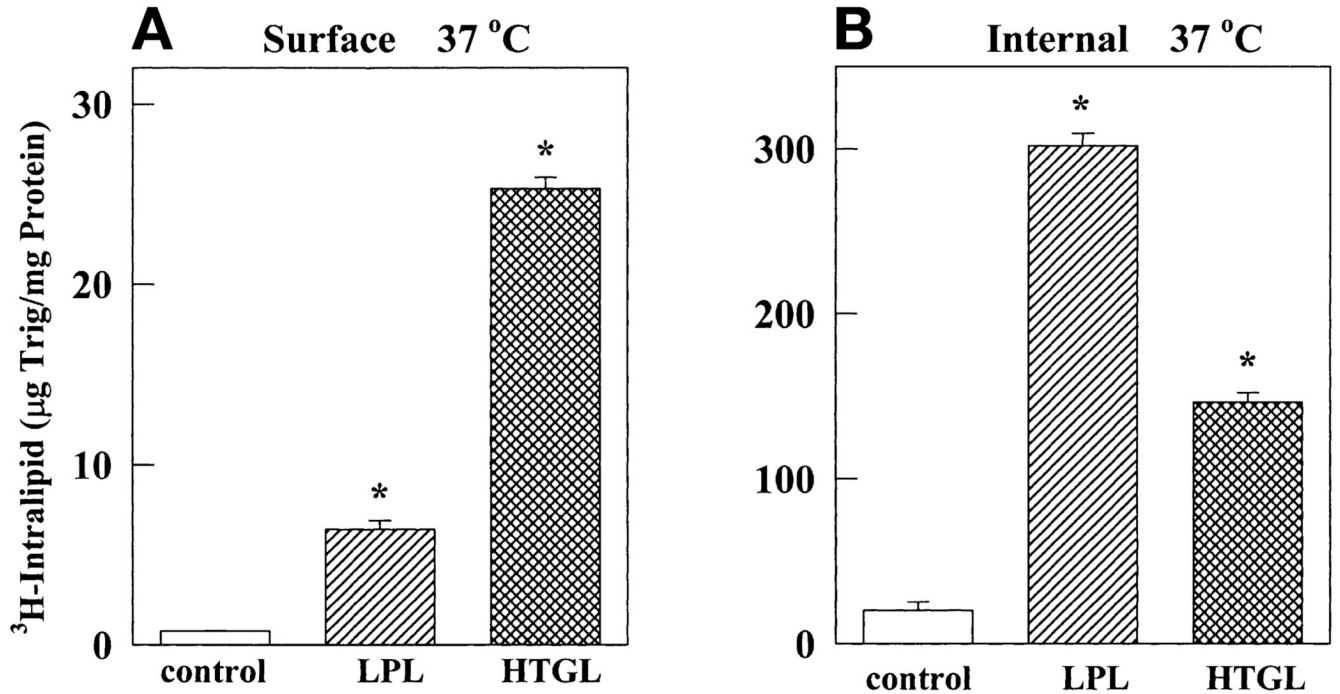 A Surface 37 °C
³H-Intralipid (µg Trig/mg Protein)
30
20
10
0
*
*
control LPL HTGL
B Internal 37 °C
300
200
100
0
*
*
control LPL HTGL